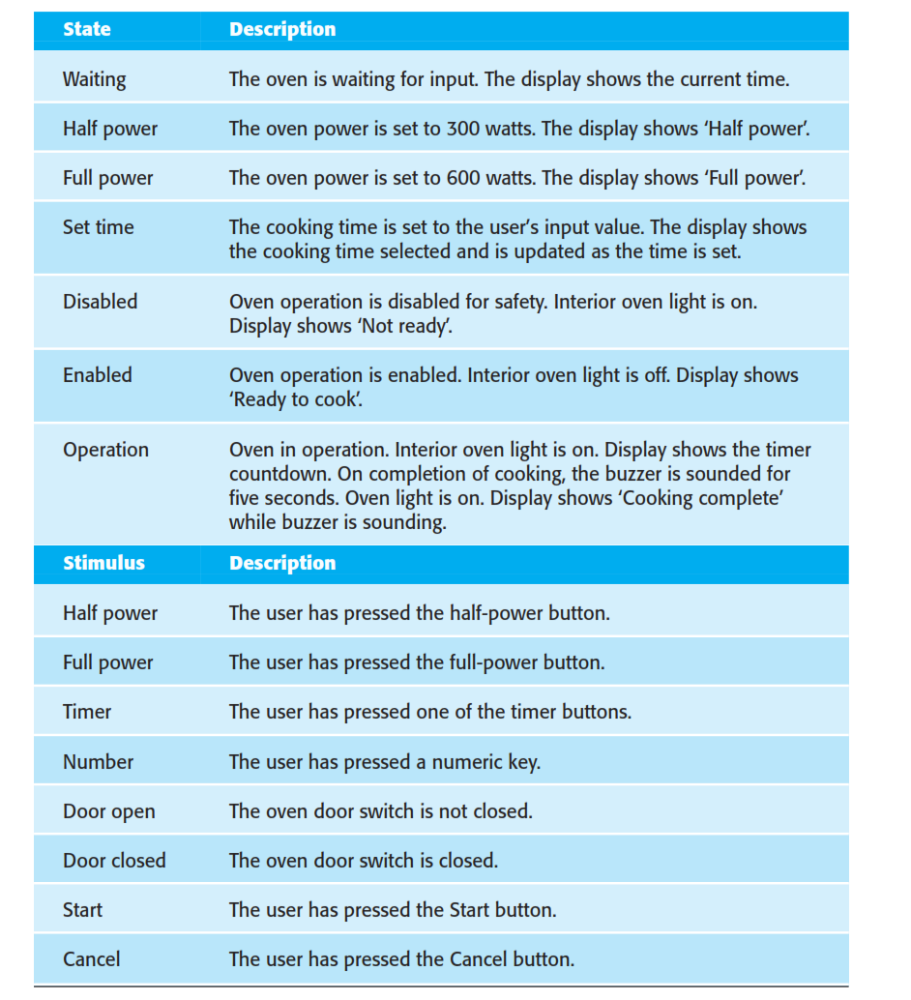 State Description
Waiting The oven is waiting for input. The display shows the current time.
Half power The oven power is set to 300 watts. The display shows ‘Half power’.
Full power The oven power is set to 600 watts. The display shows ‘Full power’.
Set time The cooking time is set to the user’s input value. The display shows
the cooking time selected and is updated as the time is set.
Disabled Oven operation is disabled for safety. Interior oven light is on.
Display shows ‘Not ready’.
Enabled Oven operation is enabled. Interior oven light is off. Display shows
‘Ready to cook’.
Operation Oven in operation. Interior oven light is on. Display shows the timer
countdown. On completion of cooking, the buzzer is sounded for
five seconds. Oven light is on. Display shows ‘Cooking complete’
while buzzer is sounding.
Stimulus Description
Half power The user has pressed the half-power button.
Full power The user has pressed the full-power button.
Timer The user has pressed one of the timer buttons.
Number The user has pressed a numeric key.
Door open The oven door switch is not closed.
Door closed The oven door switch is closed.
Start The user has pressed the Start button.
Cancel The user has pressed the Cancel button.